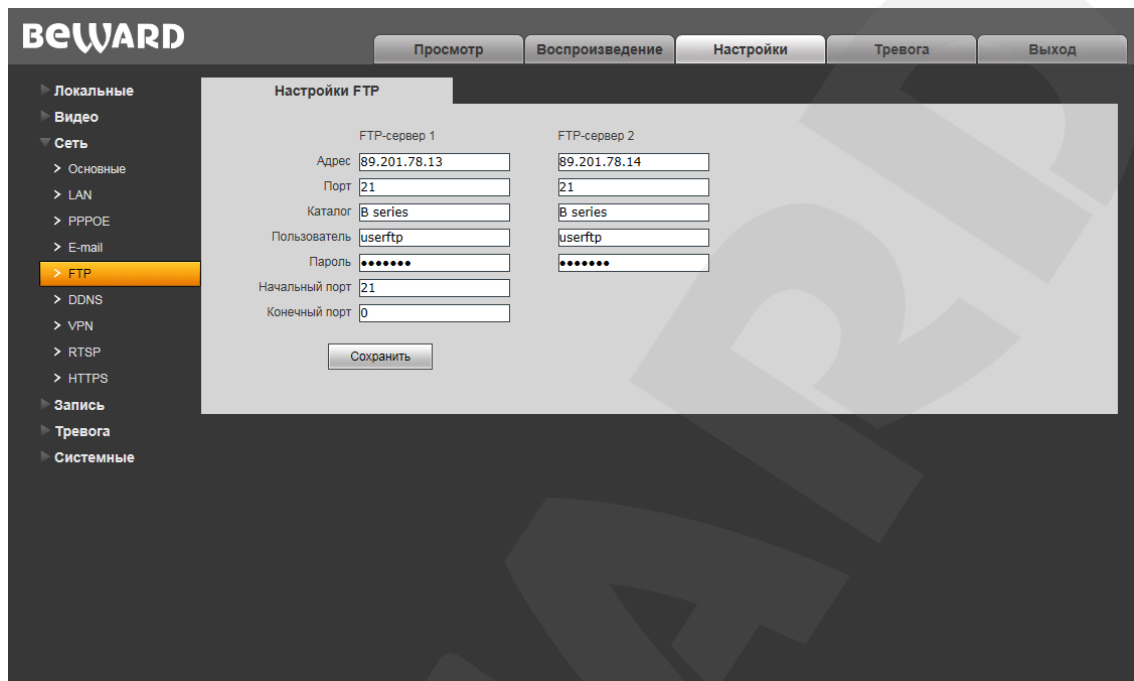 BEWARD
Просмотр Воспроизведение Настройки Тревога Выход
Локальные
Видео
Сеть
Основные
LAN
PPPOE
E-mail
FTP
DDNS
VPN
RTSP
HTTPS
Запись
Тревога
Системные
Настройки FTP
FTP-сервер 1 FTP-сервер 2
Адрес 89.201.78.13 89.201.78.14
Порт 21 21
Каталог B series B series
Пользователь userftp userftp
Пароль ●●●●●●● ●●●●●●●
Начальный порт 21
Конечный порт 0
Сохранить